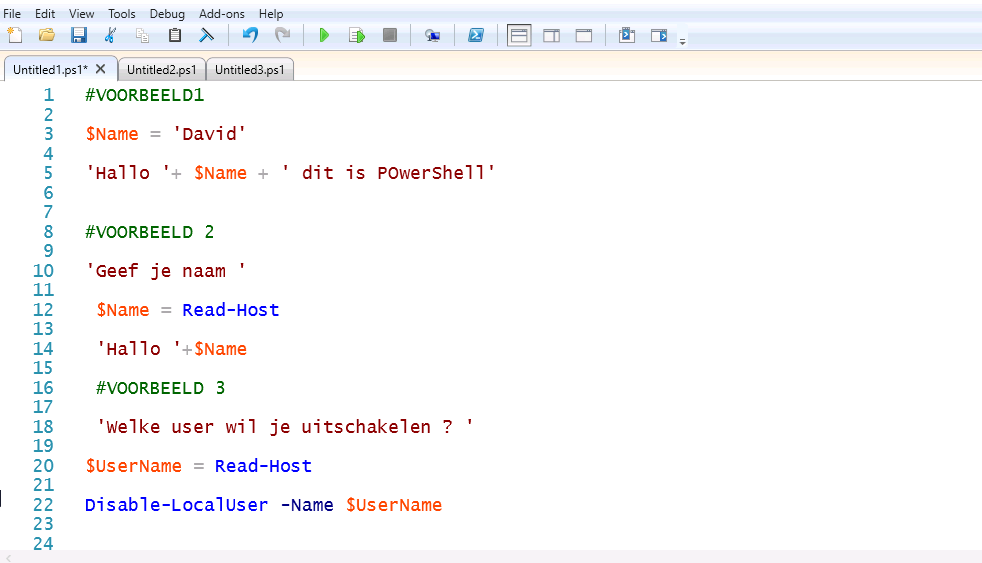 File Edit View Tools Debug Add-ons Help
Untitled1.ps1* Untitled2.ps1 Untitled3.ps1
1 #VOORBEELD1
2
3 $Name = 'David'
4
5 'Hallo '+ $Name + ' dit is POwerShell'
6
7
8 #VOORBEELD 2
9
10 'Geef je naam '
11
12 $Name = Read-Host
13
14 'Hallo '+$Name
15
16 #VOORBEELD 3
17
18 'Welke user wil je uitschakelen ? '
19
20 $UserName = Read-Host
21
22 Disable-LocalUser -Name $UserName
23
24